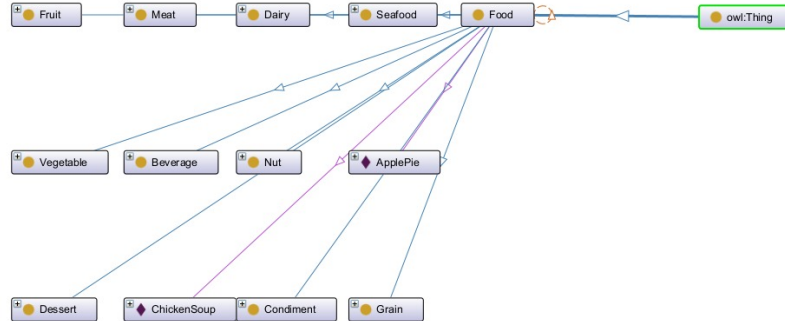 Fruit Meat Dairy Seafood Food owl:Thing
Vegetable Beverage Nut ApplePie
Dessert ChickenSoup Condiment Grain